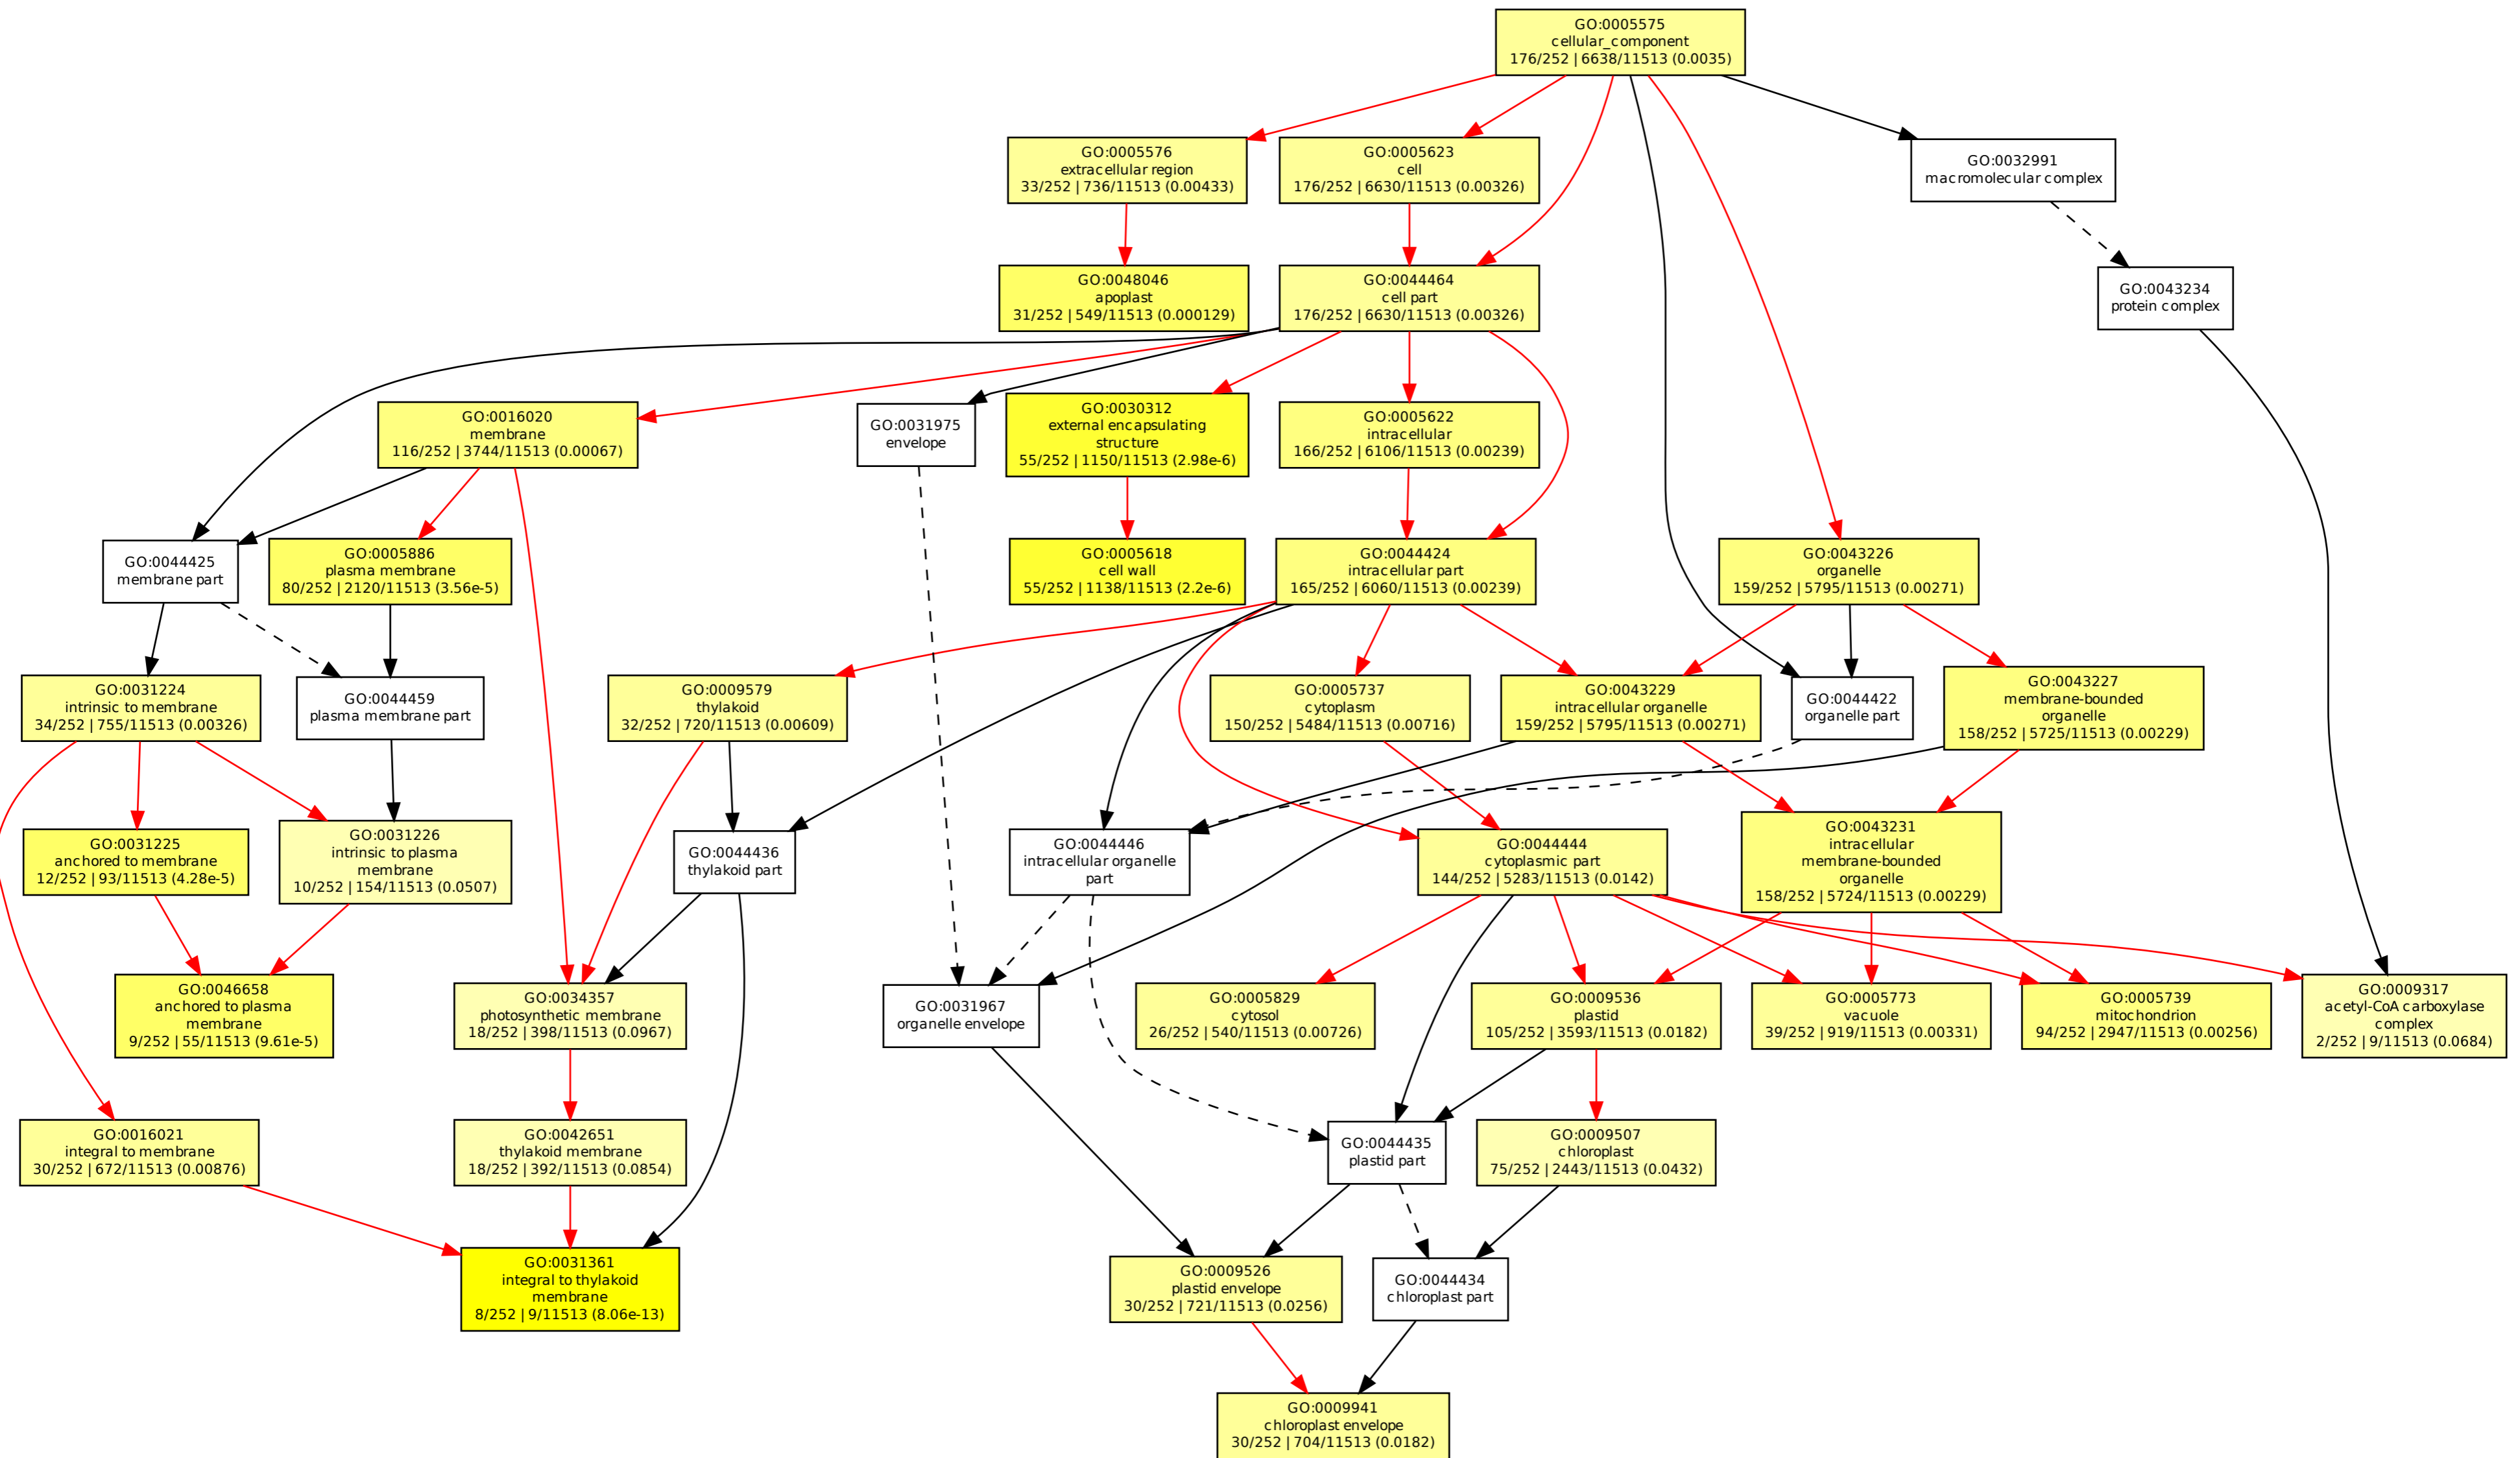 GO:0005575
cellular_component
176/252 | 6638/11513 (0.0035)
GO:0005576
extracellular region
33/252 | 736/11513 (0.00433)
GO:0005623
cell
176/252 | 6630/11513 (0.00326)
GO:0032991
macromolecular complex
GO:0048046
apoplast
31/252 | 549/11513 (0.000129)
GO:0044464
cell part
176/252 | 6630/11513 (0.00326)
GO:0043234
protein complex
GO:0016020
membrane
116/252 | 3744/11513 (0.00067)
GO:0031975
envelope
GO:0030312
external encapsulating
structure
55/252 | 1150/11513 (2.98e-6)
GO:0005622
intracellular
166/252 | 6106/11513 (0.00239)
GO:0044425
membrane part
GO:0005886
plasma membrane
80/252 | 2120/11513 (3.56e-5)
GO:0005618
cell wall
55/252 | 1138/11513 (2.2e-6)
GO:0044424
intracellular part
165/252 | 6060/11513 (0.00239)
GO:0043226
organelle
159/252 | 5795/11513 (0.00271)
GO:0031224
intrinsic to membrane
34/252 | 755/11513 (0.00326)
GO:0044459
plasma membrane part
GO:0009579
thylakoid
32/252 | 720/11513 (0.00609)
GO:0005737
cytoplasm
150/252 | 5484/11513 (0.00716)
GO:0043229
intracellular organelle
159/252 | 5795/11513 (0.00271)
GO:0044422
organelle part
GO:0043227
membrane-bounded
organelle
158/252 | 5725/11513 (0.00229)
GO:0031225
anchored to membrane
12/252 | 93/11513 (4.28e-5)
GO:0031226
intrinsic to plasma
membrane
10/252 | 154/11513 (0.0507)
GO:0044436
thylakoid part
GO:0044446
intracellular organelle
part
GO:0044444
cytoplasmic part
144/252 | 5283/11513 (0.0142)
GO:0043231
intracellular
membrane-bounded
organelle
158/252 | 5724/11513 (0.00229)
GO:0046658
anchored to plasma
membrane
9/252 | 55/11513 (9.61e-5)
GO:0034357
photosynthetic membrane
18/252 | 398/11513 (0.0967)
GO:0031967
organelle envelope
GO:0005829
cytosol
26/252 | 540/11513 (0.00726)
GO:0009536
plastid
105/252 | 3593/11513 (0.0182)
GO:0005773
vacuole
39/252 | 919/11513 (0.00331)
GO:0005739
mitochondrion
94/252 | 2947/11513 (0.00256)
GO:0009317
acetyl-CoA carboxylase
complex
2/252 | 9/11513 (0.0684)
GO:0016021
integral to membrane
30/252 | 672/11513 (0.00876)
GO:0042651
thylakoid membrane
18/252 | 392/11513 (0.0854)
GO:0044435
plastid part
GO:0009507
chloroplast
75/252 | 2443/11513 (0.0432)
GO:0031361
integral to thylakoid
membrane
8/252 | 9/11513 (8.06e-13)
GO:0009526
plastid envelope
30/252 | 721/11513 (0.0256)
GO:0044434
chloroplast part
GO:0009941
chloroplast envelope
30/252 | 704/11513 (0.0182)